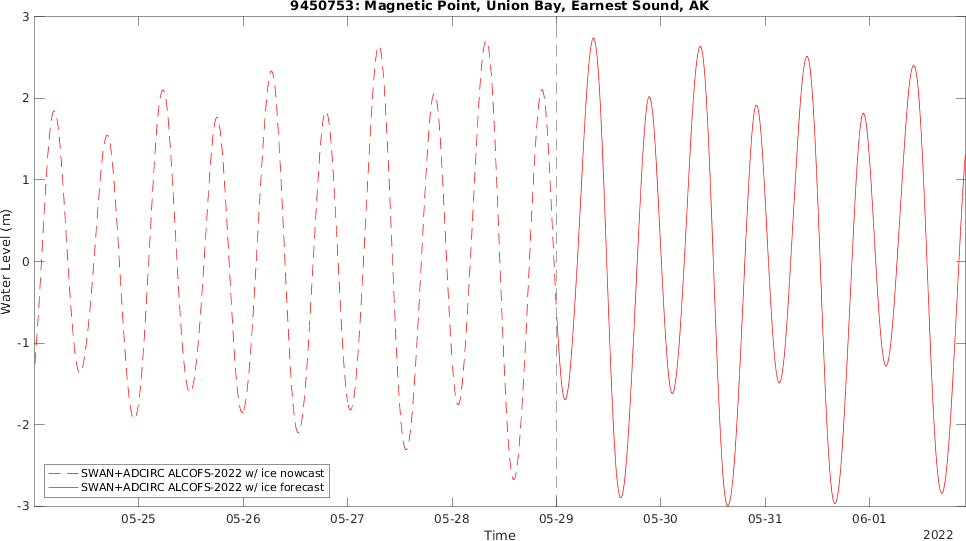 9450753: Magnetic Point, Union Bay, Earnest Sound, AK
3
2
1
0
-1
-2
-3
Water Level (m)
SWAN+ADCIRC ALCOFS-2022 w/ ice nowcast
SWAN+ADCIRC ALCOFS-2022 w/ ice forecast
05-25 05-26 05-27 05-28 05-29 05-30 05-31 06-01
Time
2022